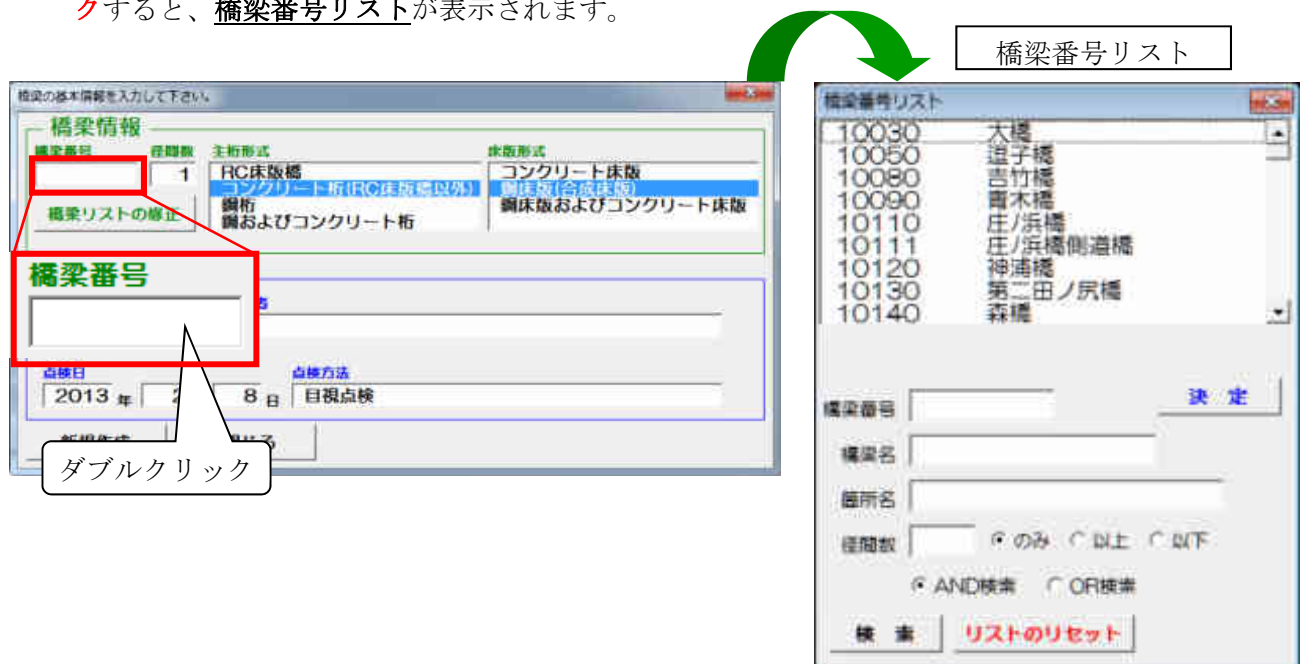 クすると、橋梁番号リストが表示されます。
橋梁番号リスト
橋梁の基本情報を入力して下さい。
橋梁情報
橋梁番号 径間数 主桁形式 床版形式
1
RC床版橋
コンクリート桁(RC床版橋以外)
鋼桁
鋼およびコンクリート桁
コンクリート床版
鋼床版(合成床版)
鋼床版およびコンクリート床版
橋梁リストの修正
橋梁番号
点検日 点検方法
2013 年 2 8 日 目視点検
ダブルクリック
橋梁番号リスト
10030 大橋
10050 逗子橋
10080 吉竹橋
10090 青木橋
10110 庄ノ浜橋
10111 庄ノ浜橋側道橋
10120 神浦橋
10130 第二田ノ尻橋
10140 森橋
橋梁番号
決 定
橋梁名
箇所名
径間数 のみ 以上 以下
AND検索 OR検索
検 索 リストのリセット